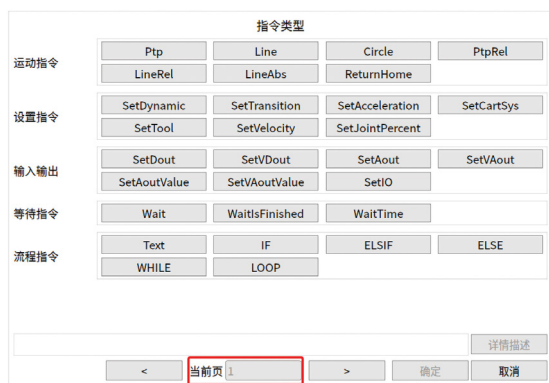 指令类型
运动指令
Ptp Line Circle PtpRel
LineRel LineAbs ReturnHome
设置指令
SetDynamic SetTransition SetAcceleration SetCartSys
SetTool SetVelocity SetJointPercent
输入输出
SetDout SetVDout SetAout SetVAout
SetAoutValue SetVAoutValue SetIO
等待指令
Wait WaitIsFinished WaitTime
流程指令
Text IF ELSIF ELSE
WHILE LOOP
详情描述
< 当前页 1 > 确定 取消